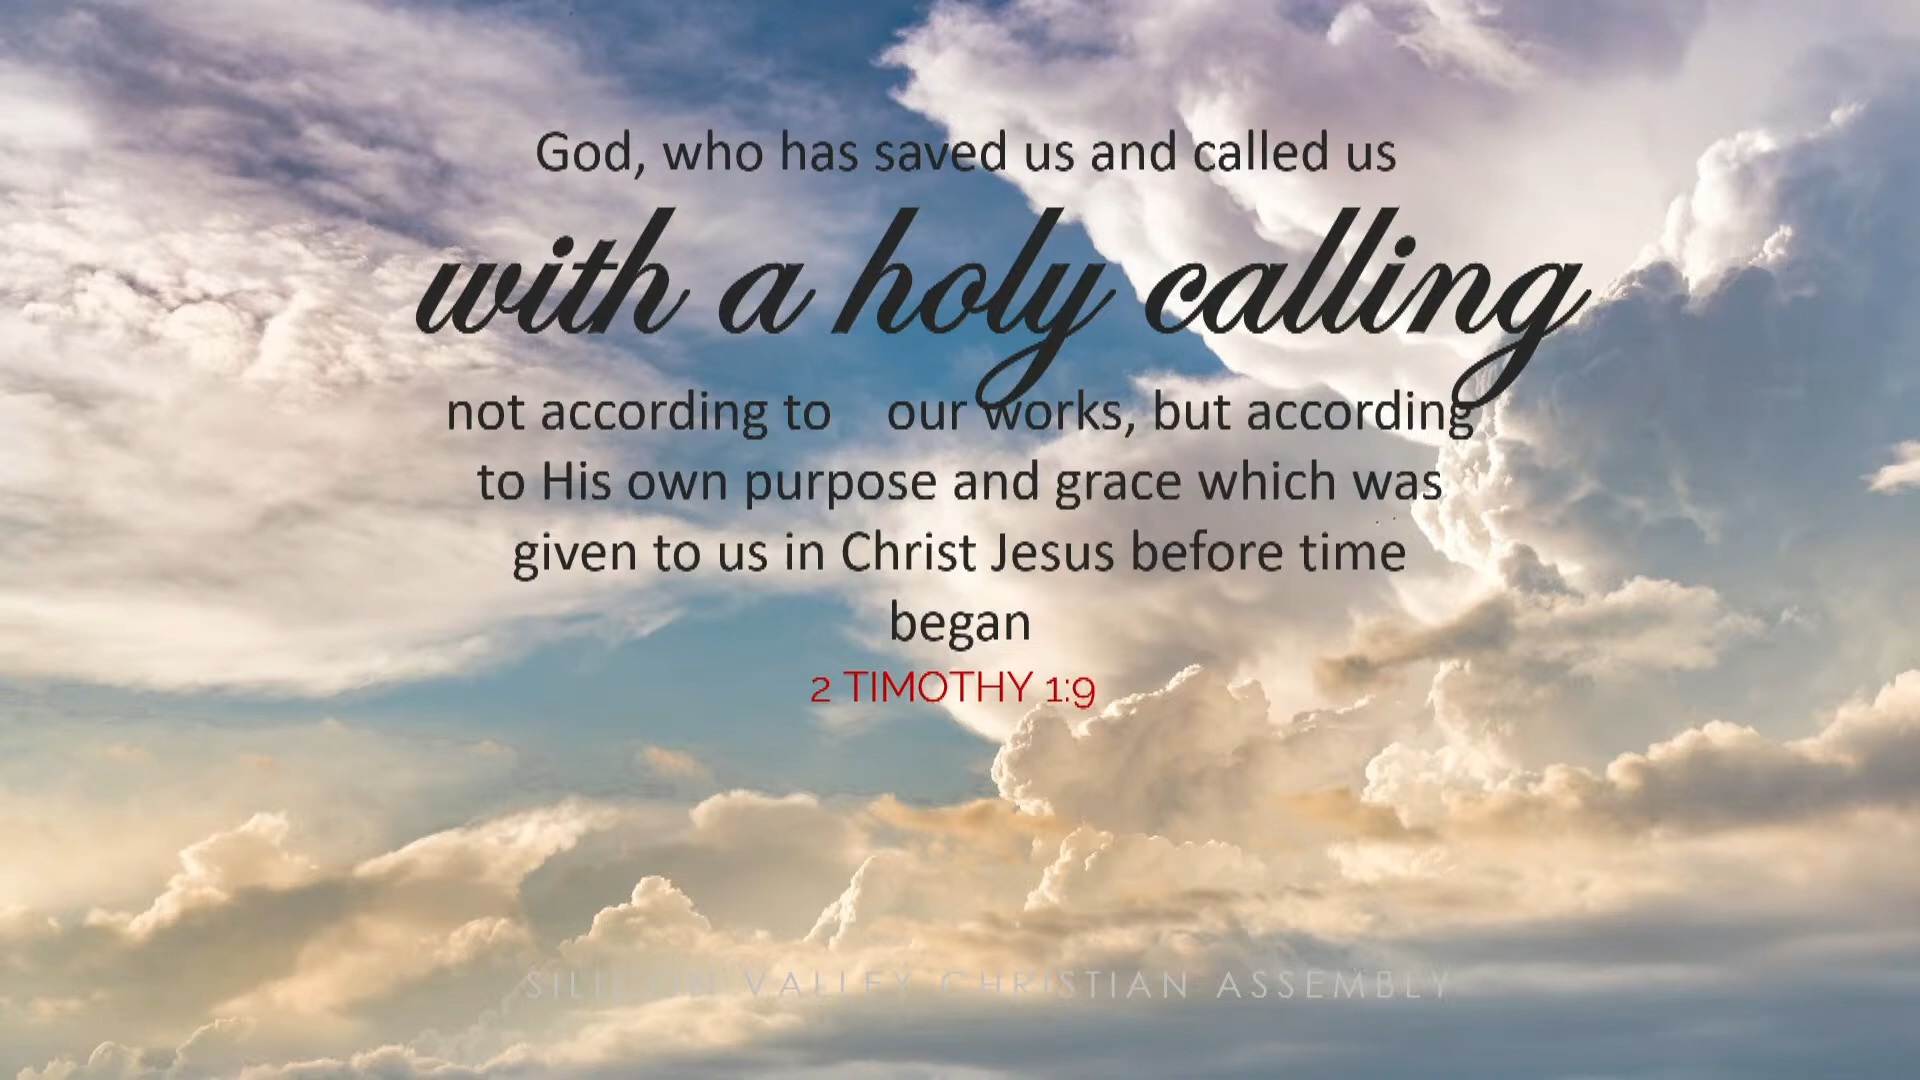 God, who has saved us and called us
with a holy calling
not according to our works, but according
to His own purpose and grace which was
given to us in Christ Jesus before time
began
2 TIMOTHY 1:9
SILICON VALLEY CHRISTIAN ASSEMBLY